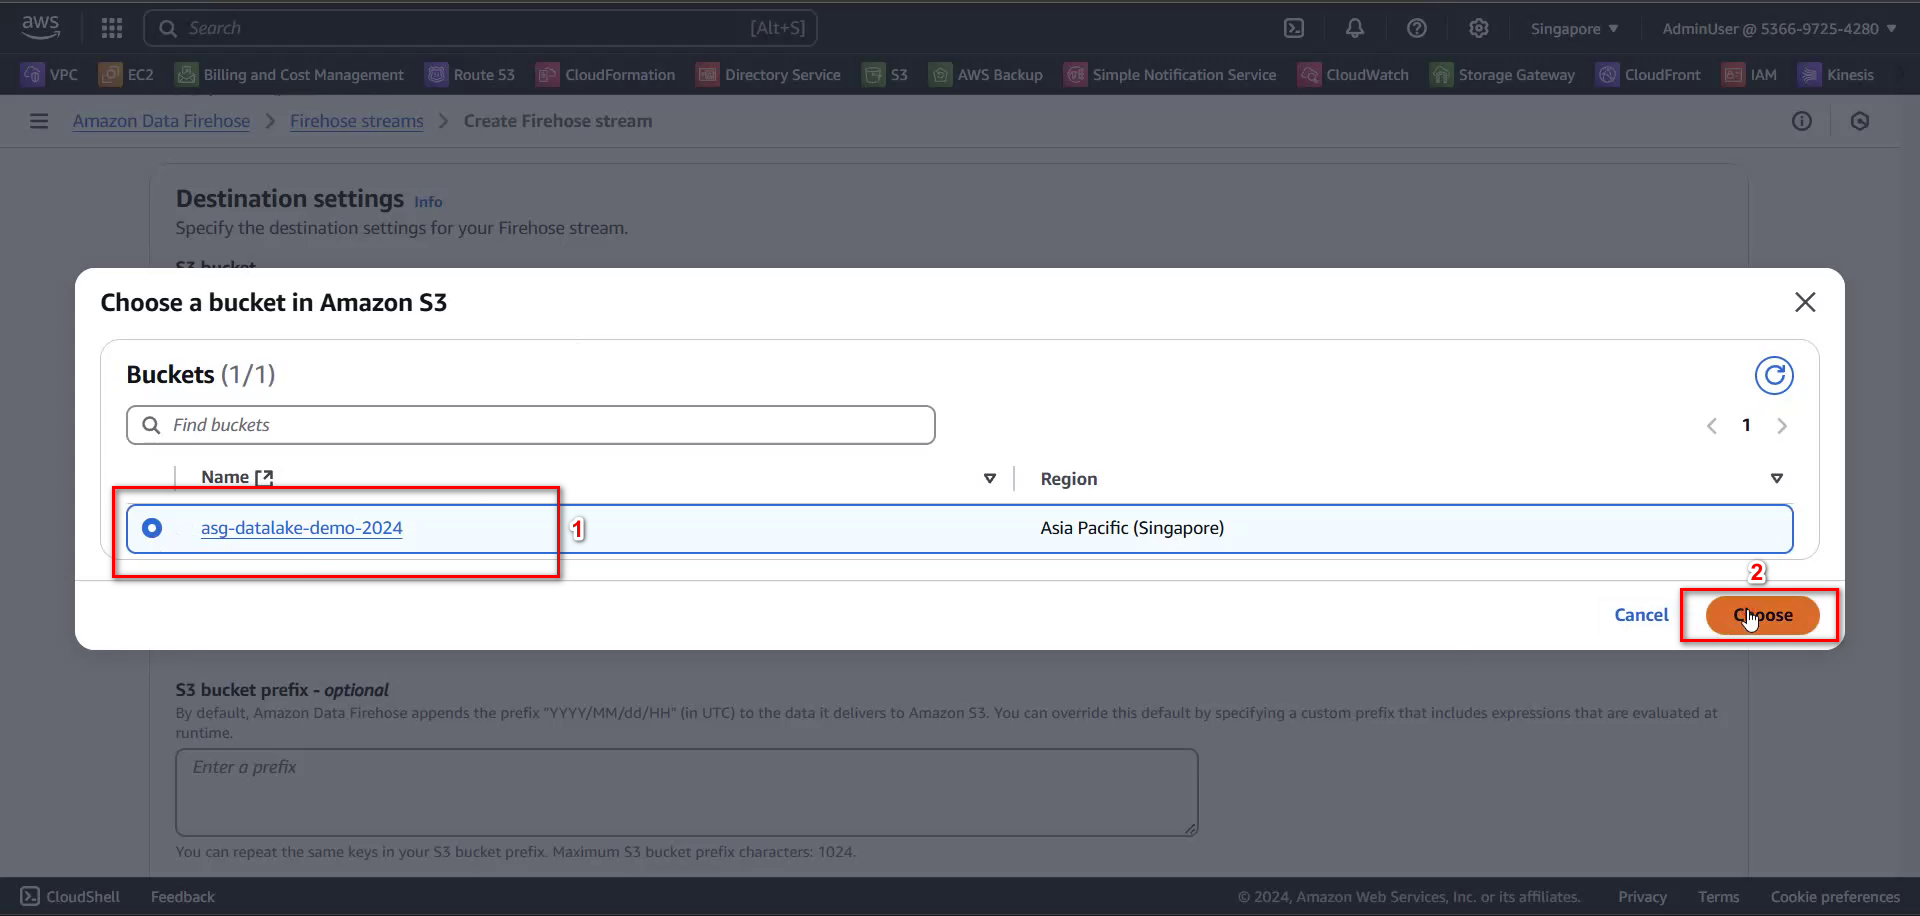 aws
Search
[Alt+S]
Singapore
AdminUser @ 5366-9725-4280
VPC
EC2
Billing and Cost Management
Route 53
CloudFormation
Directory Service
S3
AWS Backup
Simple Notification Service
CloudWatch
Storage Gateway
CloudFront
IAM
Kinesis
Amazon Data Firehose
Firehose streams
Create Firehose stream
Destination settings Info
Specify the destination settings for your Firehose stream.
S3 bucket
Choose a bucket in Amazon S3
Buckets (1/1)
Find buckets
1
Name
Region
asg-datalake-demo-2024
1
Asia Pacific (Singapore)
2
Cancel
Choose
S3 bucket prefix - optional
By default, Amazon Data Firehose appends the prefix "YYYY/MM/dd/HH" (in UTC) to the data it delivers to Amazon S3. You can override this default by specifying a custom prefix that includes expressions that are evaluated at
runtime.
Enter a prefix
You can repeat the same keys in your S3 bucket prefix. Maximum S3 bucket prefix characters: 1024.
CloudShell
Feedback
© 2024, Amazon Web Services, Inc. or its affiliates.
Privacy
Terms
Cookie preferences